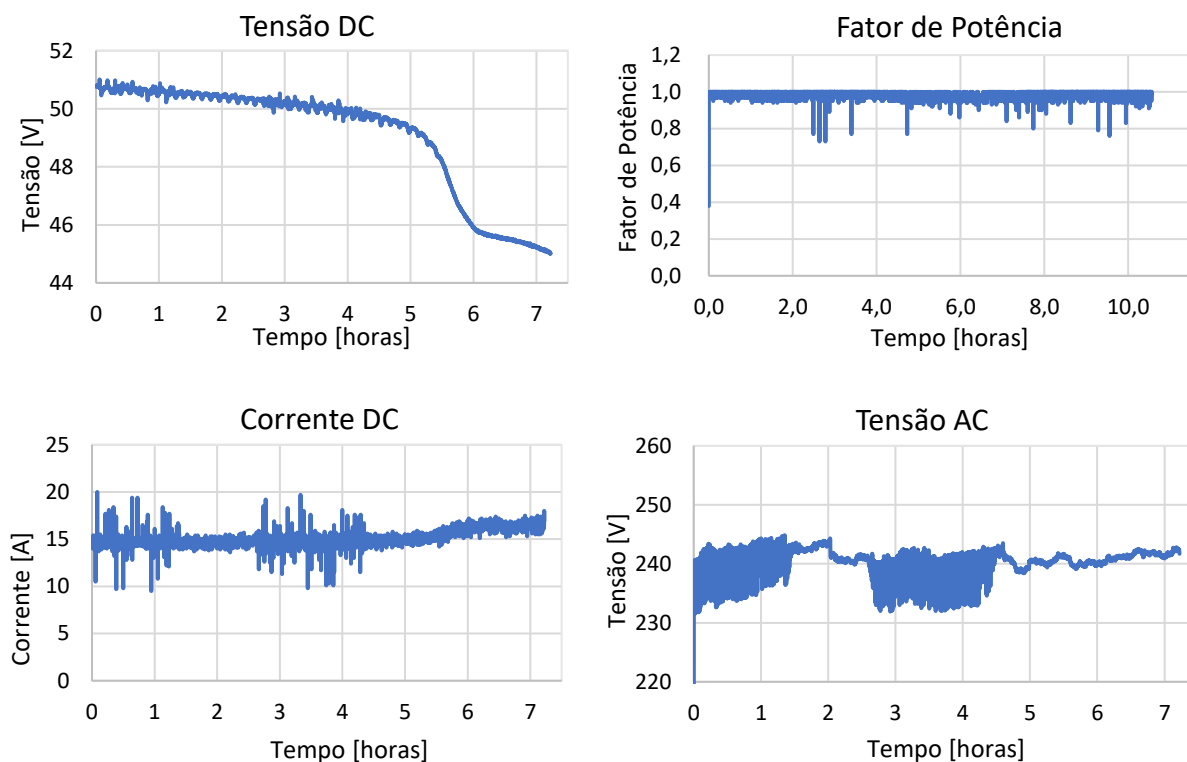 Tensão DC
52
50
48
46
44
Tensão [V]
0 1 2 3 4 5 6 7
Tempo [horas]
Fator de Potência
1,2
1,0
0,8
0,6
0,4
0,2
0,0
Fator de Potência
0,0 2,0 4,0 6,0 8,0 10,0
Tempo [horas]
Corrente DC
25
20
15
10
5
0
Corrente [A]
0 1 2 3 4 5 6 7
Tempo [horas]
Tensão AC
260
250
240
230
220
Tensão [V]
0 1 2 3 4 5 6 7
Tempo [horas]